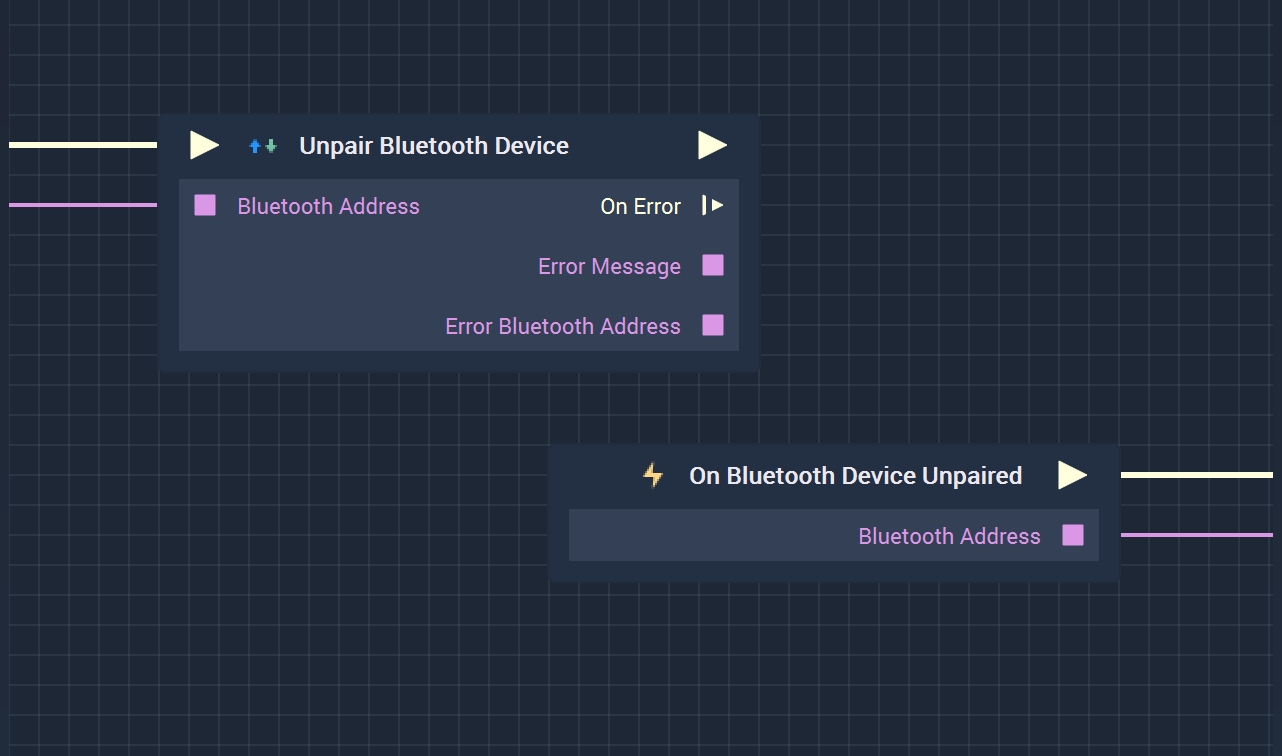 Unpair Bluetooth Device
Bluetooth Address On Error
Error Message
Error Bluetooth Address
On Bluetooth Device Unpaired
Bluetooth Address